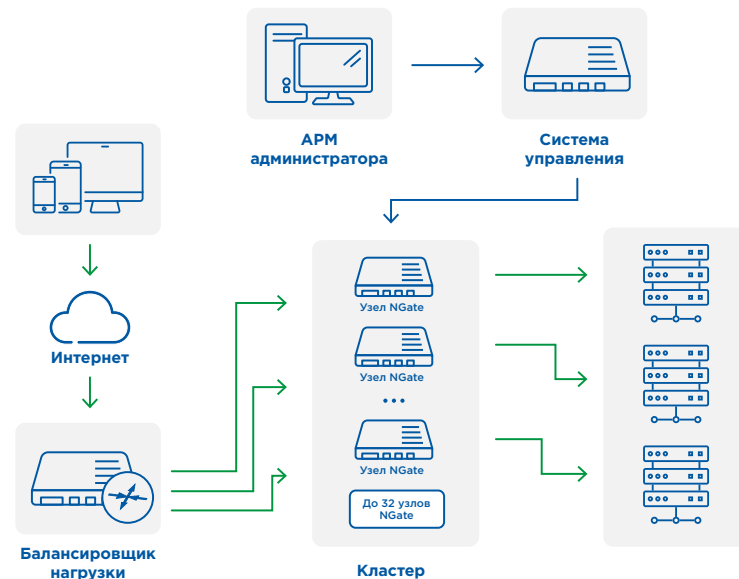 АРМ
администратора
Система
управления
Интернет
Узел NGate
Узел NGate
...
Узел NGate
До 32 узлов
NGate
Балансировщик
нагрузки
Кластер